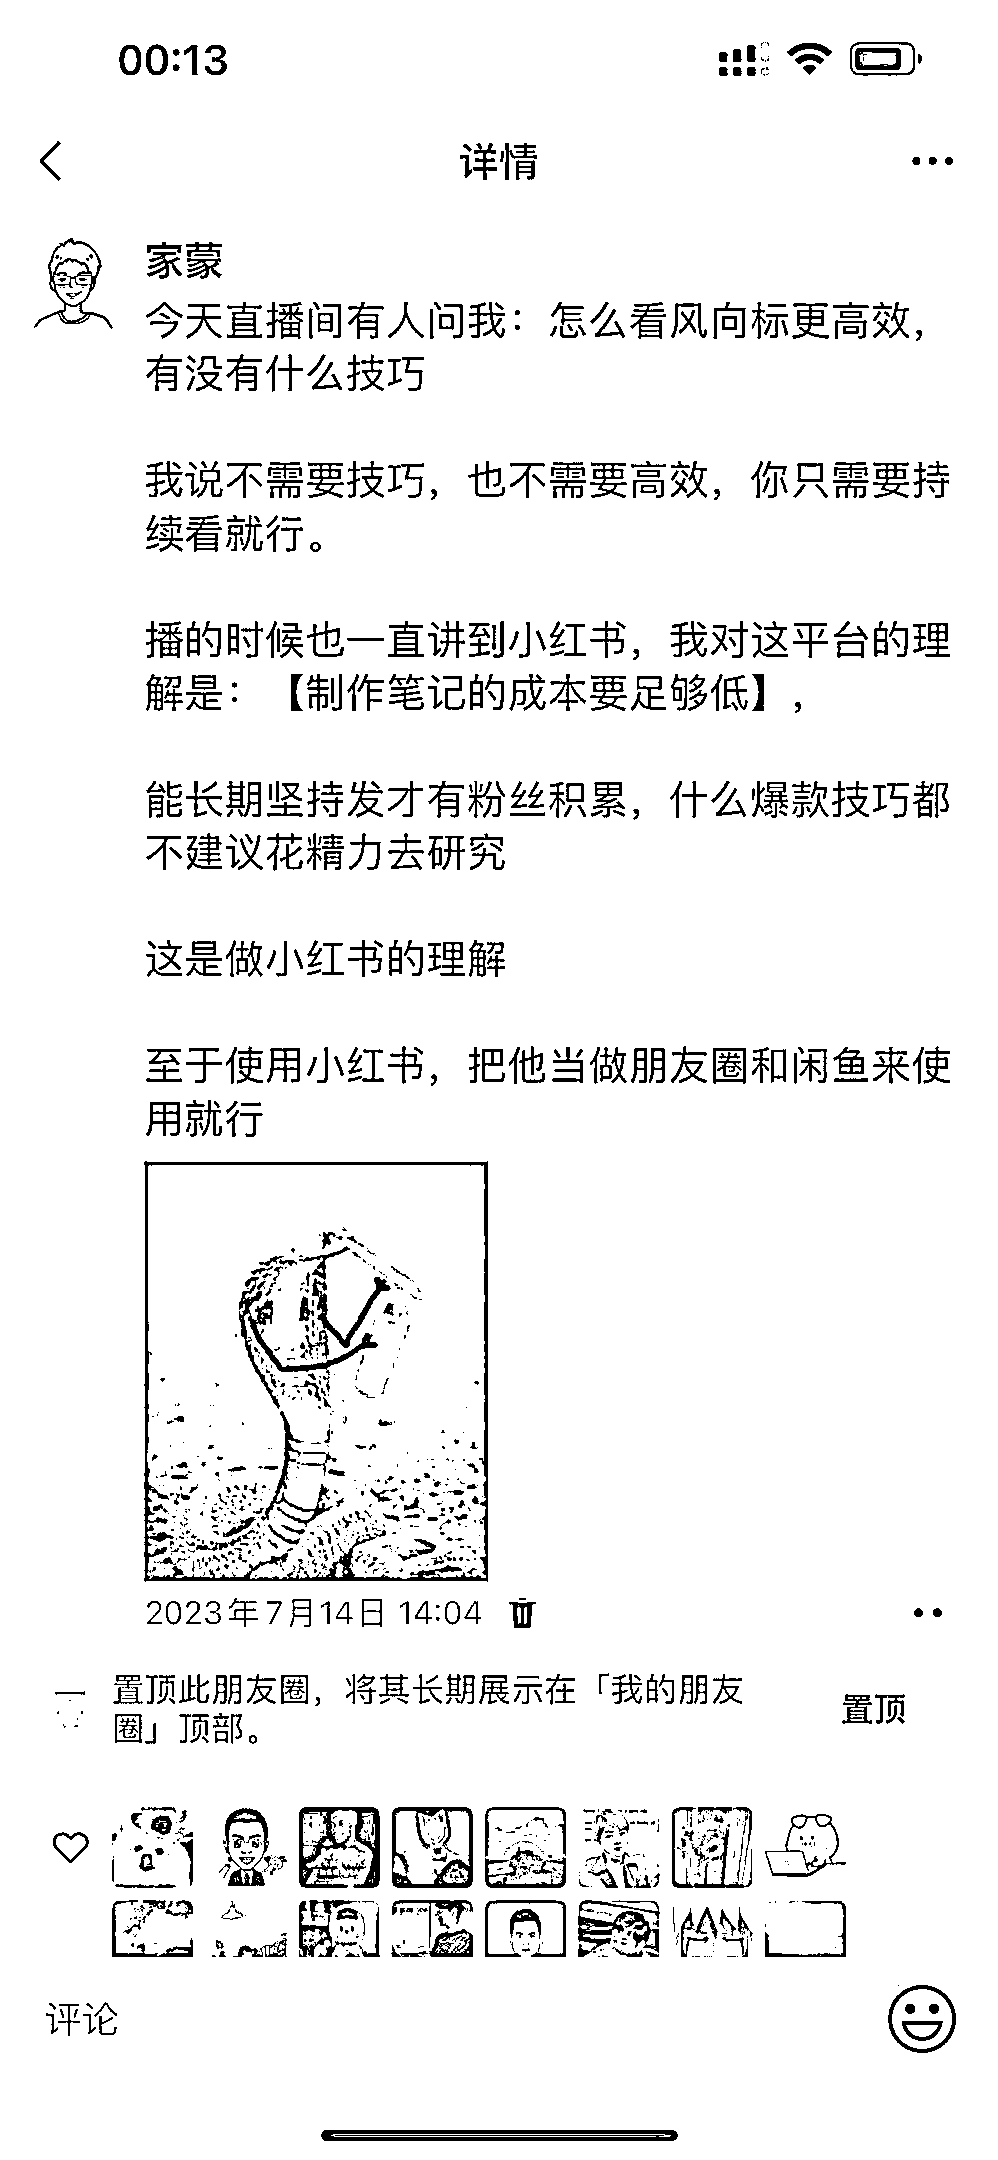 00:13
详情
家蒙
今天直播间有人问我：怎么看风向标更高效，
有没有什么技巧
我说不需要技巧，也不需要高效，你只需要持
续看就行。
播的时候也一直讲到小红书，我对这平台的理
解是：【制作笔记的成本要足够低】，
能长期坚持发才有粉丝积累，什么爆款技巧都
不建议花精力去研究
这是做小红书的理解
至于使用小红书，把他当做朋友圈和闲鱼来使
用就行
2023年7月14日 14:04
置顶此朋友圈，将其长期展示在「我的朋友
圈」顶部。
置顶
评论